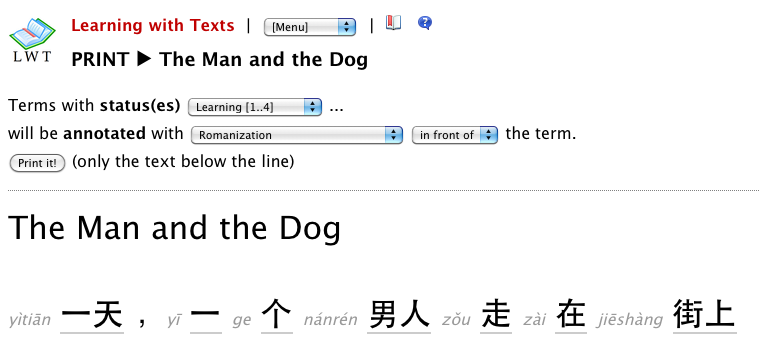 Learning with Texts | [Menu] |
LWT
PRINT ▶ The Man and the Dog
Terms with status(es) Learning [1..4] ...
will be annotated with Romanization in front of the term.
Print it! (only the text below the line)
The Man and the Dog
yìtiān 一天 , yī 一 ge 个 nánrén 男人 zǒu 走 zài 在 jiēshàng 街上